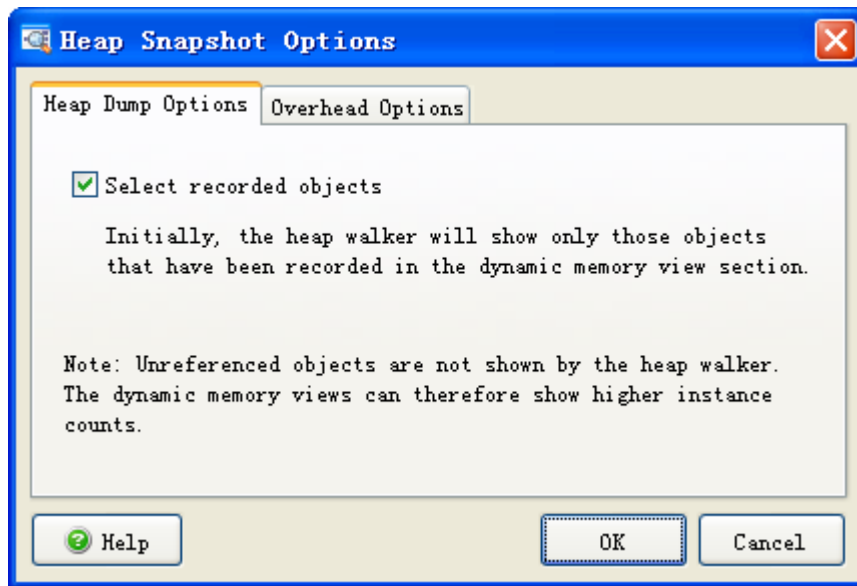 Heap Snapshot Options
Heap Dump Options
Overhead Options
Select recorded objects
Initially, the heap walker will show only those objects
that have been recorded in the dynamic memory view section.
Note: Unreferenced objects are not shown by the heap walker.
The dynamic memory views can therefore show higher instance
counts.
Help
OK
Cancel